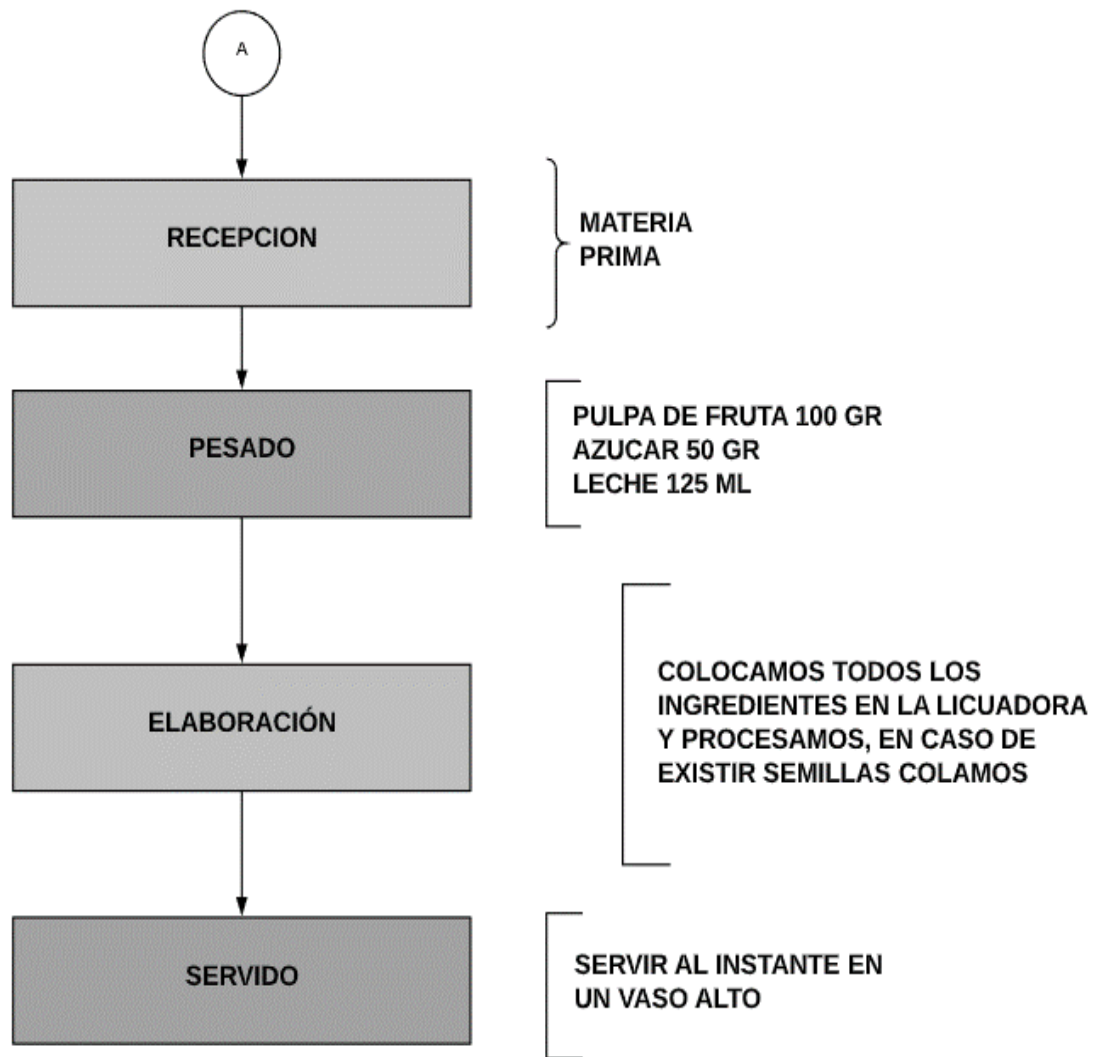 A
RECEPCION
MATERIA
PRIMA
PESADO
PULPA DE FRUTA 100 GR
AZUCAR 50 GR
LECHE 125 ML
ELABORACIÓN
COLOCAMOS TODOS LOS
INGREDIENTES EN LA LICUADORA
Y PROCESAMOS, EN CASO DE
EXISTIR SEMILLAS COLAMOS
SERVIDO
SERVIR AL INSTANTE EN
UN VASO ALTO